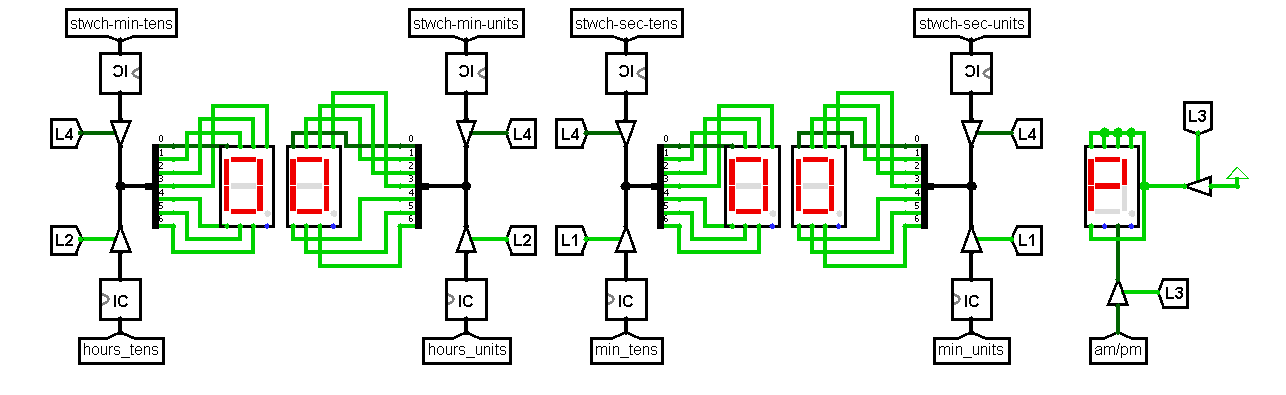 stwch-min-tens
stwch-min-units
stwch-sec-tens
stwch-sec-units
IC
IC
IC
IC
L3
L4
L4
L4
L4
0
1
2
3
4
5
6
0
1
2
3
4
5
6
0
1
2
3
4
5
6
0
1
2
3
4
5
6
L2
L2
L1
L1
IC
IC
IC
IC
L3
hours_tens
hours_units
min_tens
min_units
am/pm